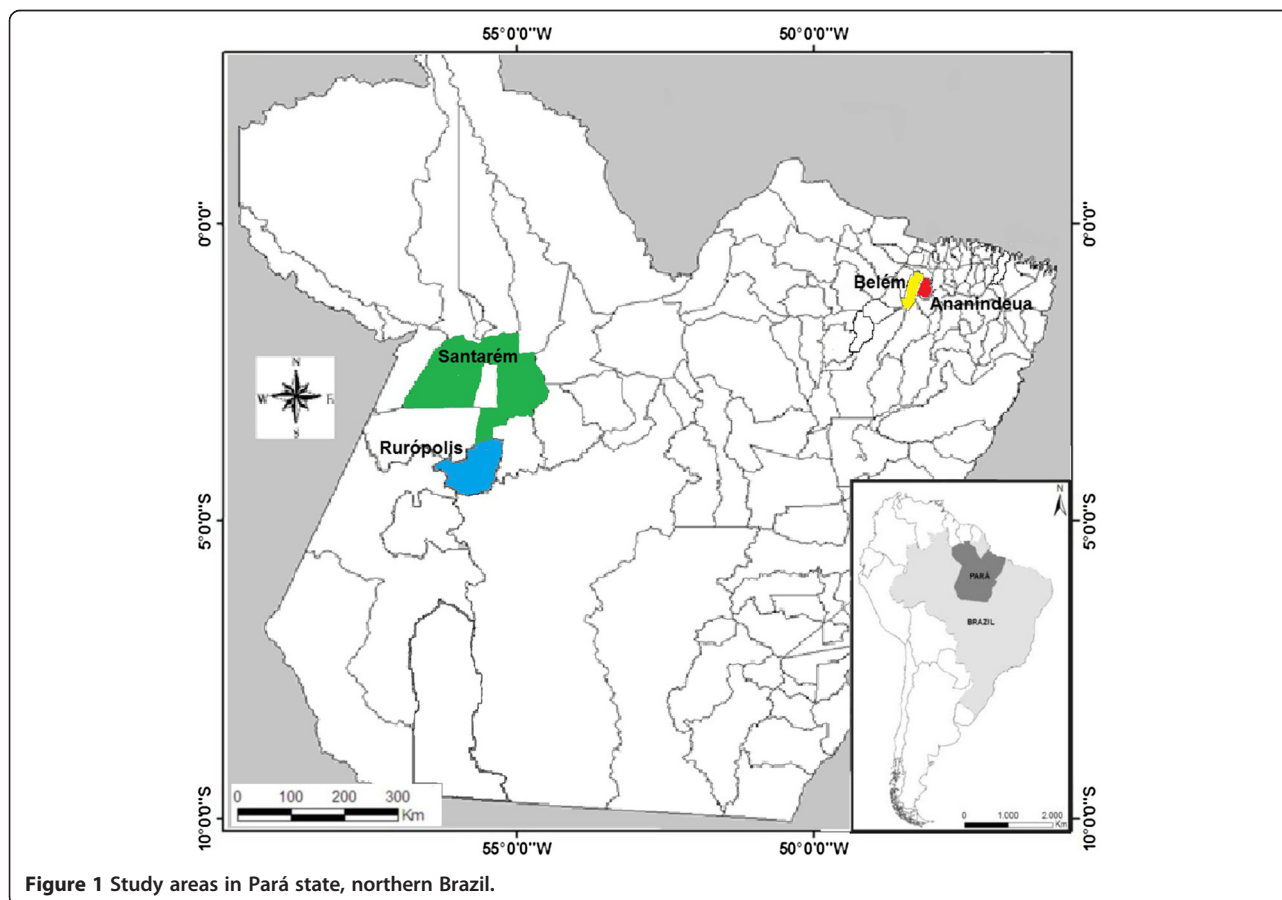 55°0'0"W 50°0'0"W
0°0'0" 0°0'0"
Belém
Ananindeua
Santarém
N
W E
S
Rurópolis
5°0'0"S 5°0'0"S
N
PARÁ
BRAZIL
0 100 200 300
Km
0 1.000 2.000
Km
10°0'0"S 10°0'0"S
55°0'0"W 50°0'0"W
Figure 1 Study areas in Pará state, northern Brazil.